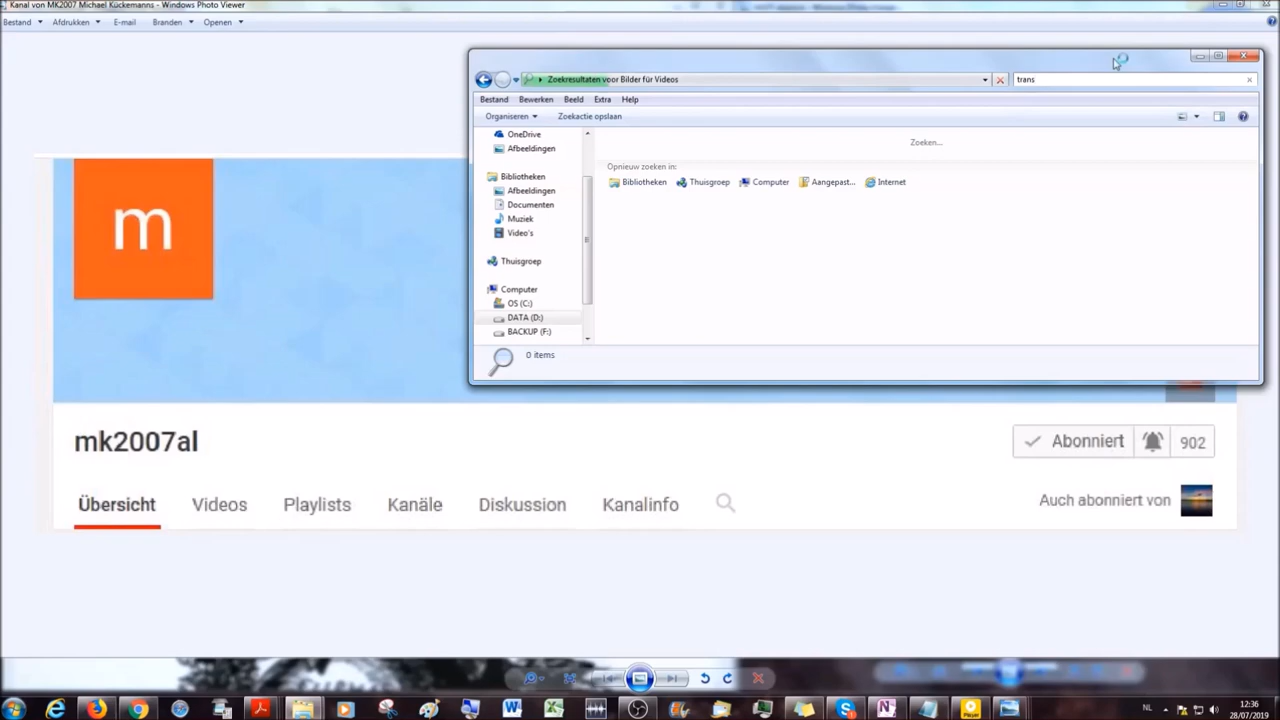 Kanal von MK2007 Michael Kückemanns - Windows Photo Viewer
Bestand Afdrukken E-mail Branden Openen
Zoekresultaten voor Bilder für Videos
trans
Bestand Bewerken Beeld Extra Help
Organiseren Zoekactie opslaan
OneDrive
Afbeeldingen
Bibliotheken
Afbeeldingen
Documenten
Muziek
Video's
Thuisgroep
Computer
OS (C:)
DATA (D:)
BACKUP (F:)
Zoeken...
Opnieuw zoeken in:
Bibliotheken Thuisgroep Computer Aangepast... Internet
0 items
m
mk2007al
Abonniert 902
Übersicht Videos Playlists Kanäle Diskussion Kanalinfo
Auch abonniert von
NL
12:36
28/07/2019
Player